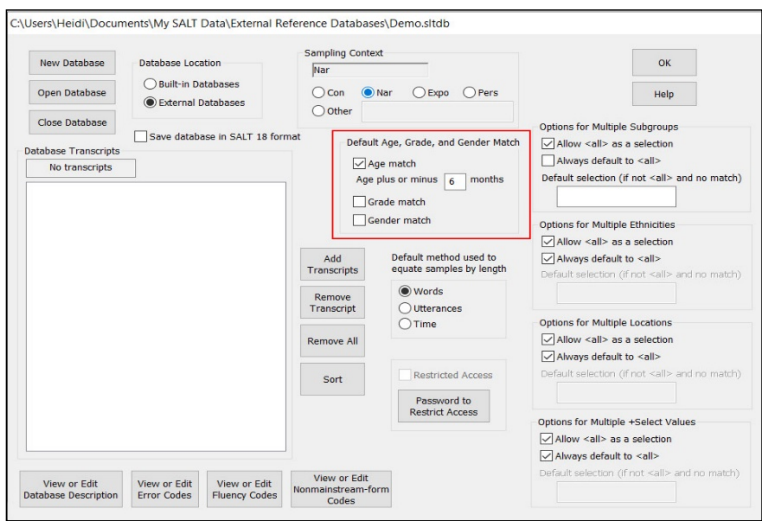 C:\Users\Heidi\Documents\My SALT Data\External Reference Databases\Demo.sltdb
New Database
Open Database
Close Database
Database Location
Built-in Databases
External Databases
Save database in SALT 18 format
Sampling Context
Nar
Con Nar Expo Pers
Other
OK
Help
Database Transcripts
No transcripts
Default Age, Grade, and Gender Match
Age match
Age plus or minus 6 months
Grade match
Gender match
Add
Transcripts
Remove
Transcript
Remove All
Sort
Default method used to
equate samples by length
Words
Utterances
Time
Restricted Access
Password to
Restrict Access
Options for Multiple Subgroups
Allow <all> as a selection
Always default to <all>
Default selection (if not <all> and no match)
Options for Multiple Ethnicities
Allow <all> as a selection
Always default to <all>
Default selection (if not <all> and no match)
Options for Multiple Locations
Allow <all> as a selection
Always default to <all>
Default selection (if not <all> and no match)
Options for Multiple +Select Values
Allow <all> as a selection
Always default to <all>
Default selection (if not <all> and no match)
View or Edit
Database Description
View or Edit
Error Codes
View or Edit
Fluency Codes
View or Edit
Nonmainstream-form
Codes